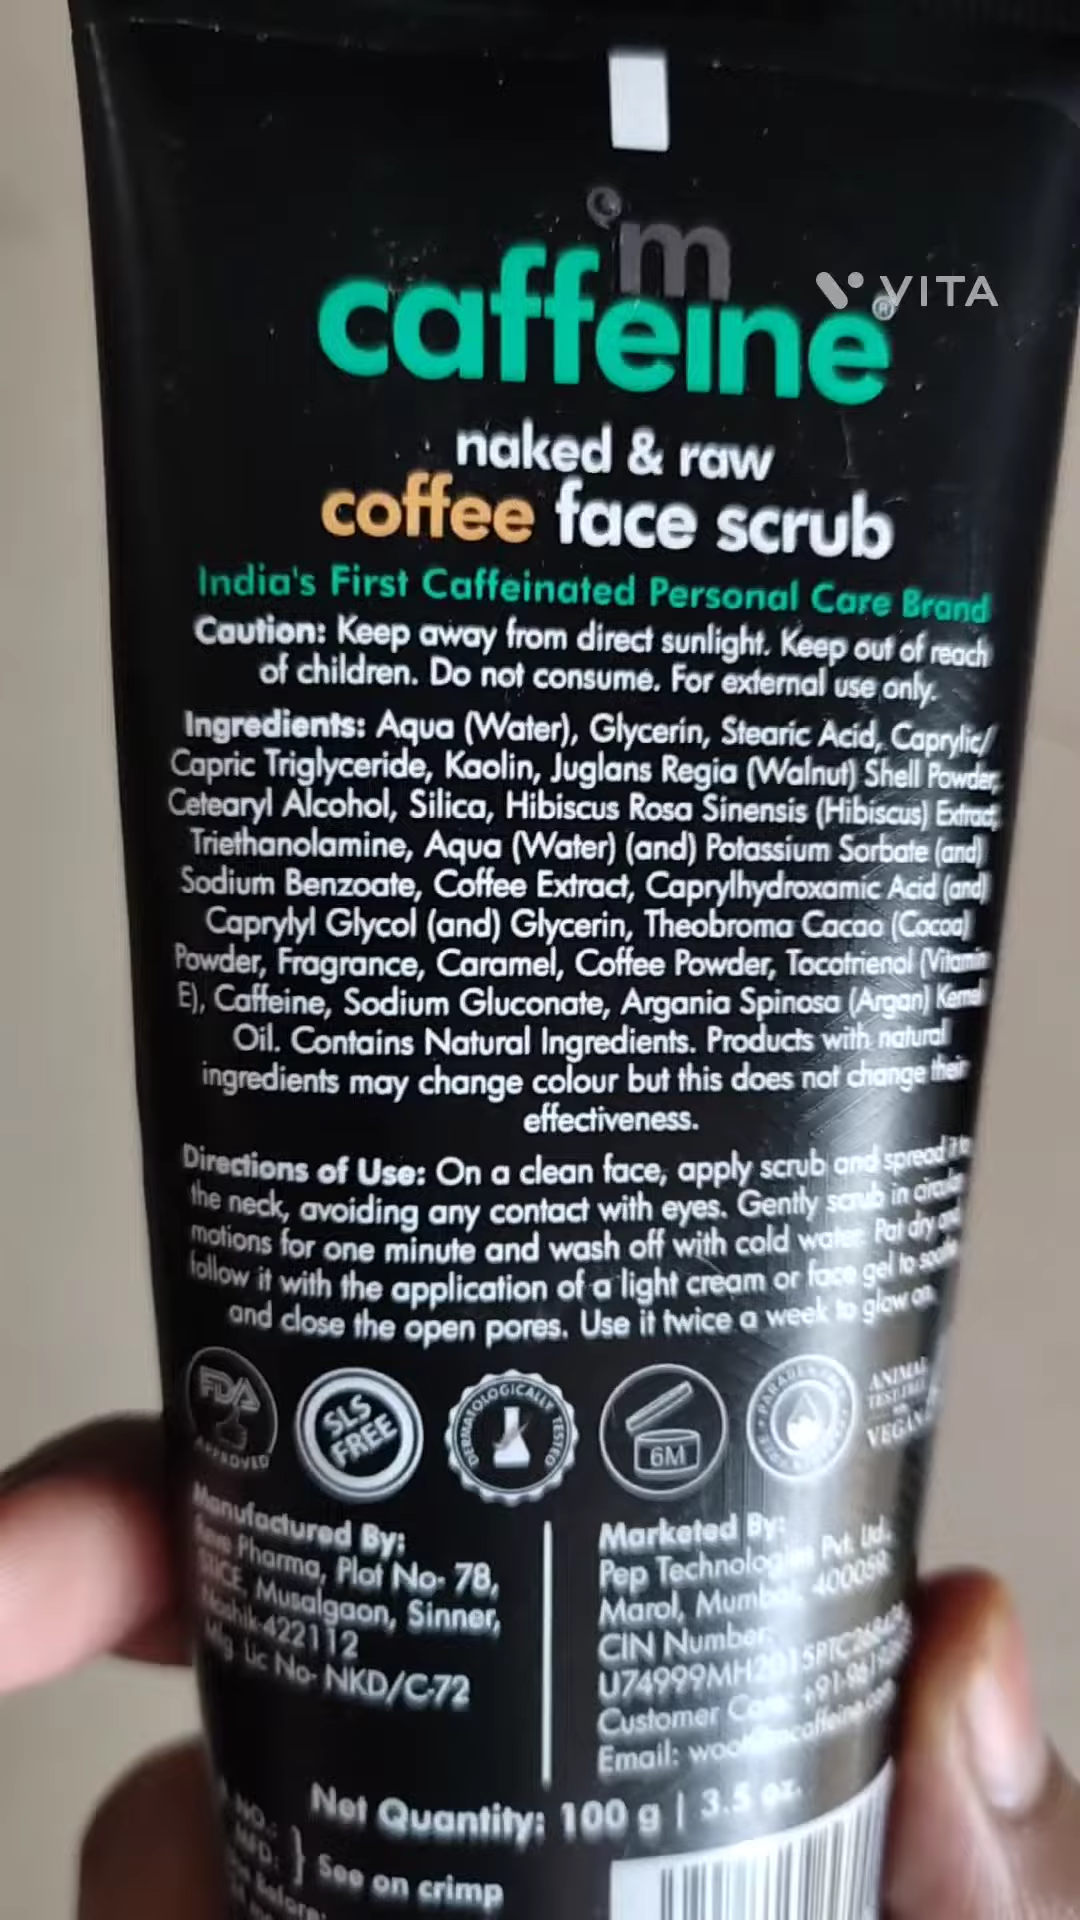 'm
caffeine®
VITA
naked & raw
coffee face scrub
India's First Caffeinated Personal Care Brand
Caution: Keep away from direct sunlight. Keep out of reach
of children. Do not consume. For external use only.
Ingredients: Aqua (Water), Glycerin, Stearic Acid, Caprylic/
Capric Triglyceride, Kaolin, Juglans Regia (Walnut) Shell Powder,
Cetearyl Alcohol, Silica, Hibiscus Rosa Sinensis (Hibiscus) Extract,
Triethanolamine, Aqua (Water) (and) Potassium Sorbate (and)
Sodium Benzoate, Coffee Extract, Caprylhydroxamic Acid (and)
Caprylyl Glycol (and) Glycerin, Theobroma Cacao (Cocoa)
Powder, Fragrance, Caramel, Coffee Powder, Tocotrienol (Vitamin
E), Caffeine, Sodium Gluconate, Argania Spinosa (Argan) Kernel
Oil. Contains Natural Ingredients. Products with natural
ingredients may change colour but this does not change their
effectiveness.
Directions of Use: On a clean face, apply scrub and spread it to
the neck, avoiding any contact with eyes. Gently scrub in circular
motions for one minute and wash off with cold water. Pat dry and
follow it with the application of a light cream or face gel to soothe
and close the open pores. Use it twice a week to glow on.
FDA
APPROVED
SLS
FREE
DERMATOLOGICALLY TESTED
6M
PARABEN
FREE
ANIMAL
VEGAN
Manufactured By:
Pharma, Plot No- 78,
STICE, Musalgaon, Sinner,
Nashik-422112
Mfg. Lic No- NKD/C-72
Marketed By:
Pep Technologies Pvt. Ltd.,
Marol, Mumbai, 400059.
CIN Number:
Customer Care:
Email:
Net Quantity: 100 g | 3.5 oz.
NO.:
MFD: } See on crimp
Before: